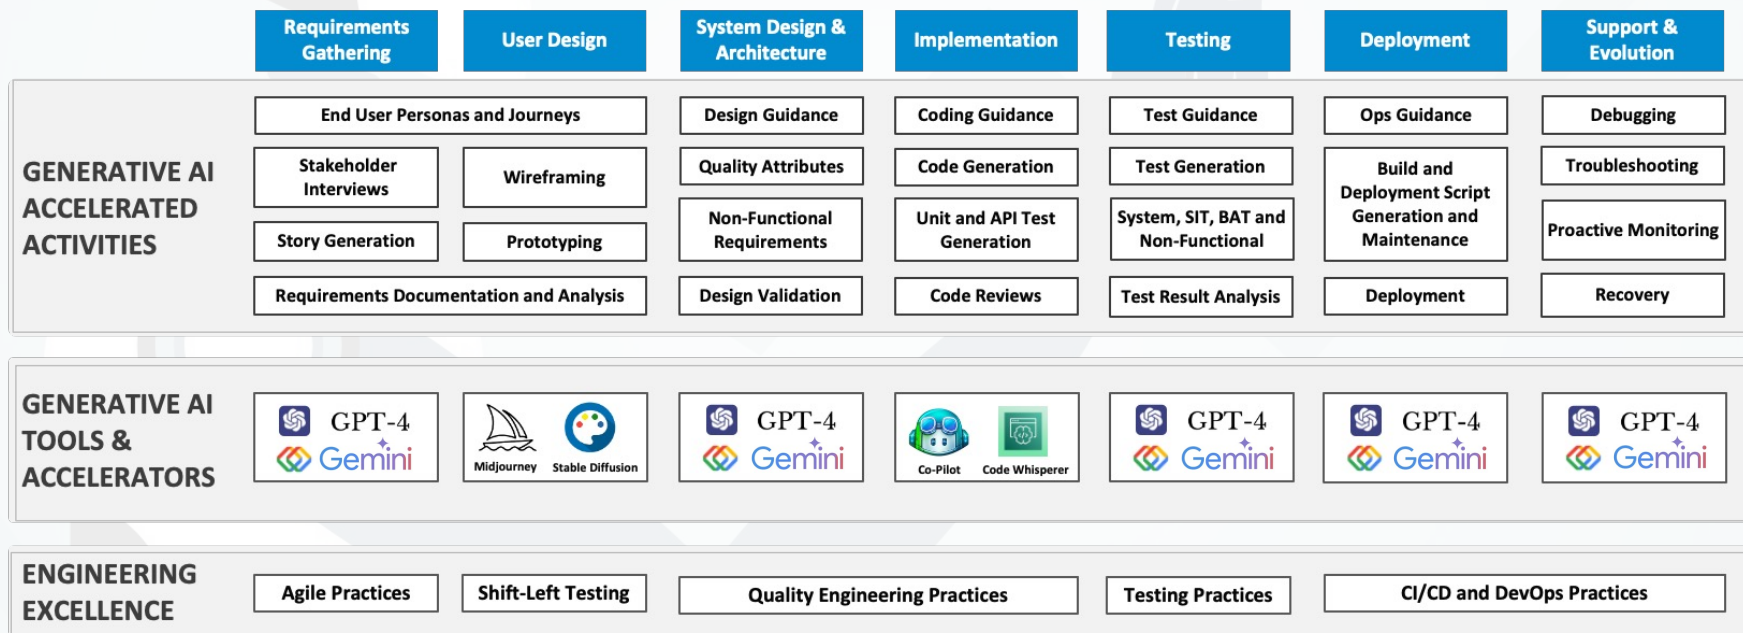 Requirements
Gathering
User Design
System Design &
Architecture
Implementation
Testing
Deployment
Support &
Evolution
GENERATIVE AI
ACCELERATED
ACTIVITIES
End User Personas and Journeys
Design Guidance
Coding Guidance
Test Guidance
Ops Guidance
Debugging
Stakeholder
Interviews
Wireframing
Quality Attributes
Code Generation
Test Generation
Build and
Deployment Script
Generation and
Maintenance
Troubleshooting
Story Generation
Prototyping
Non-Functional
Requirements
Unit and API Test
Generation
System, SIT, BAT and
Non-Functional
Proactive Monitoring
Requirements Documentation and Analysis
Design Validation
Code Reviews
Test Result Analysis
Deployment
Recovery
GENERATIVE AI
TOOLS &
ACCELERATORS
GPT-4
Gemini
Midjourney
Stable Diffusion
GPT-4
Gemini
Co-Pilot
Code Whisperer
GPT-4
Gemini
GPT-4
Gemini
GPT-4
Gemini
ENGINEERING
EXCELLENCE
Agile Practices
Shift-Left Testing
Quality Engineering Practices
Testing Practices
CI/CD and DevOps Practices